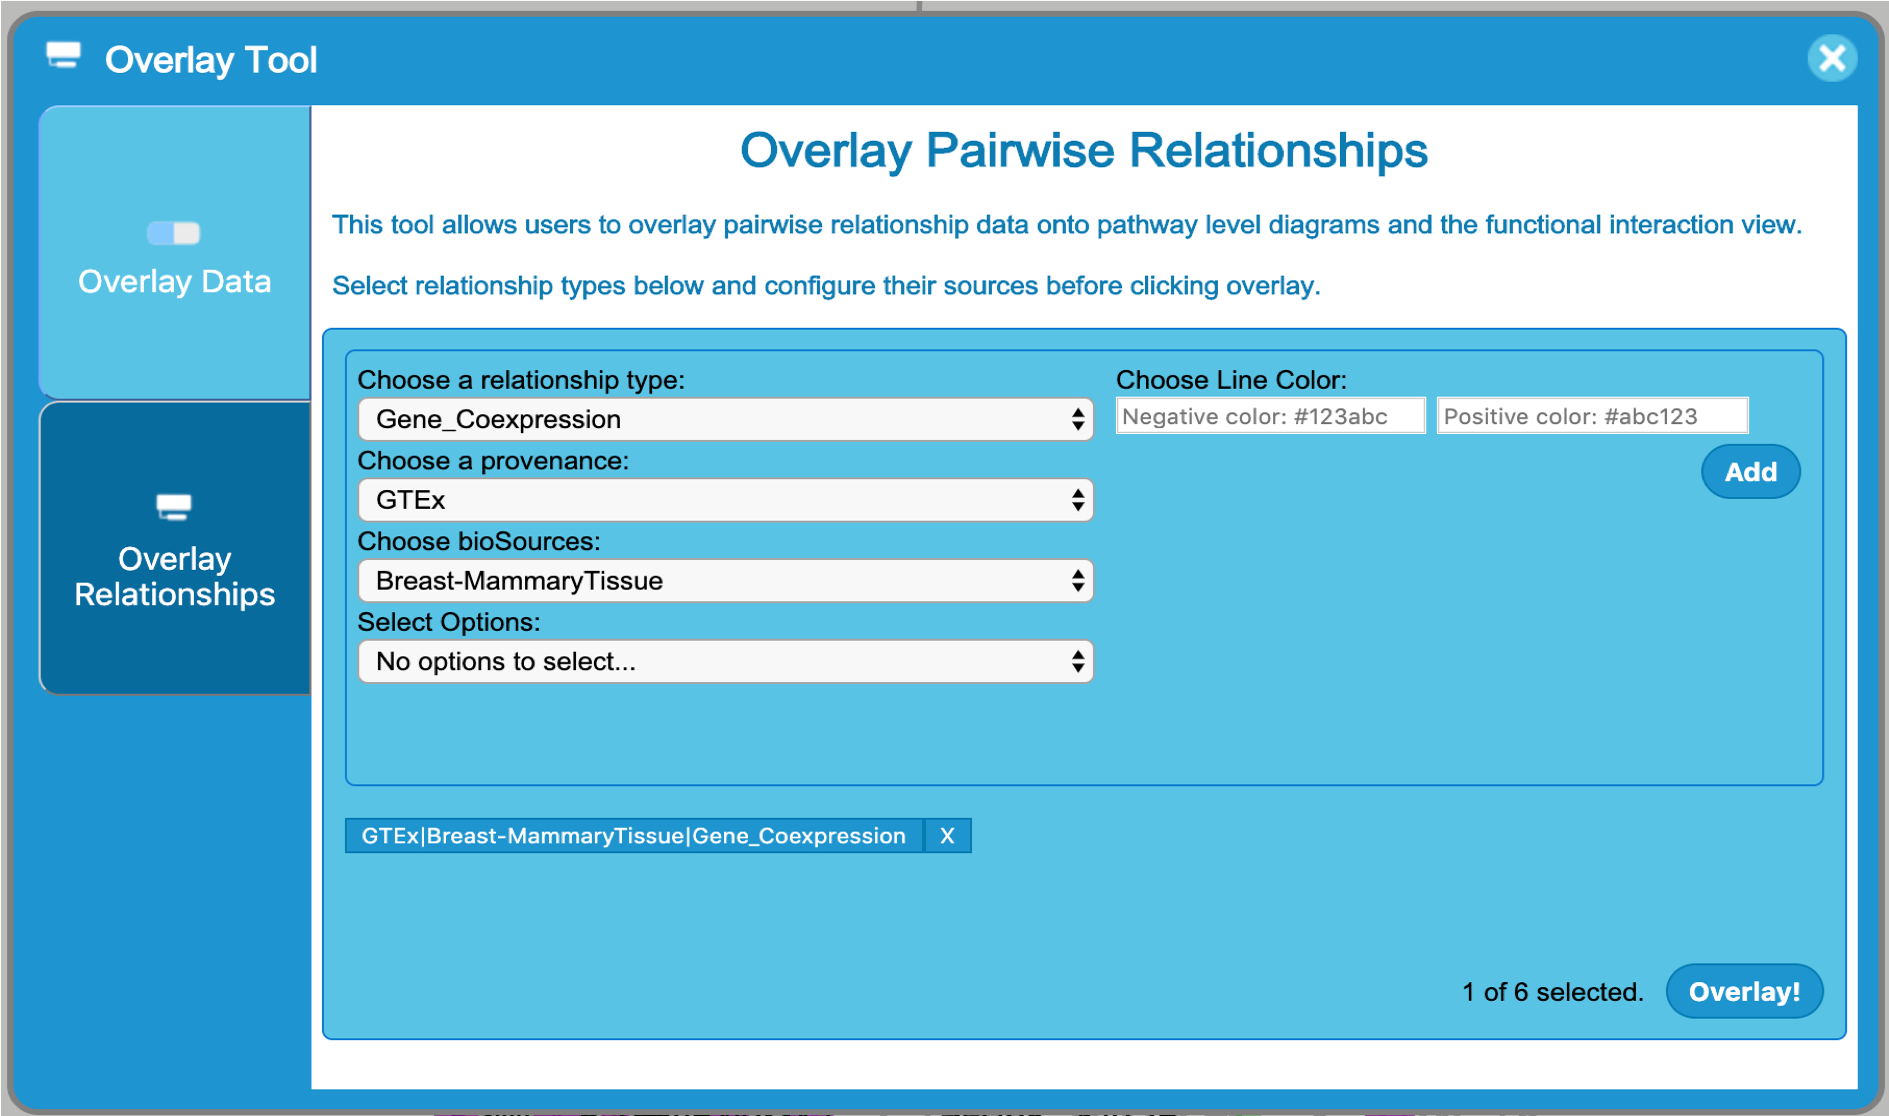 Overlay Tool
Overlay Data
Overlay
Relationships
Overlay Pairwise Relationships
This tool allows users to overlay pairwise relationship data onto pathway level diagrams and the functional interaction view.
Select relationship types below and configure their sources before clicking overlay.
Choose a relationship type:
Gene_Coexpression
Choose a provenance:
GTEx
Choose bioSources:
Breast-MammaryTissue
Select Options:
No options to select...
Choose Line Color:
Negative color: #123abc
Positive color: #abc123
Add
GTEx|Breast-MammaryTissue|Gene_Coexpression X
1 of 6 selected.
Overlay!